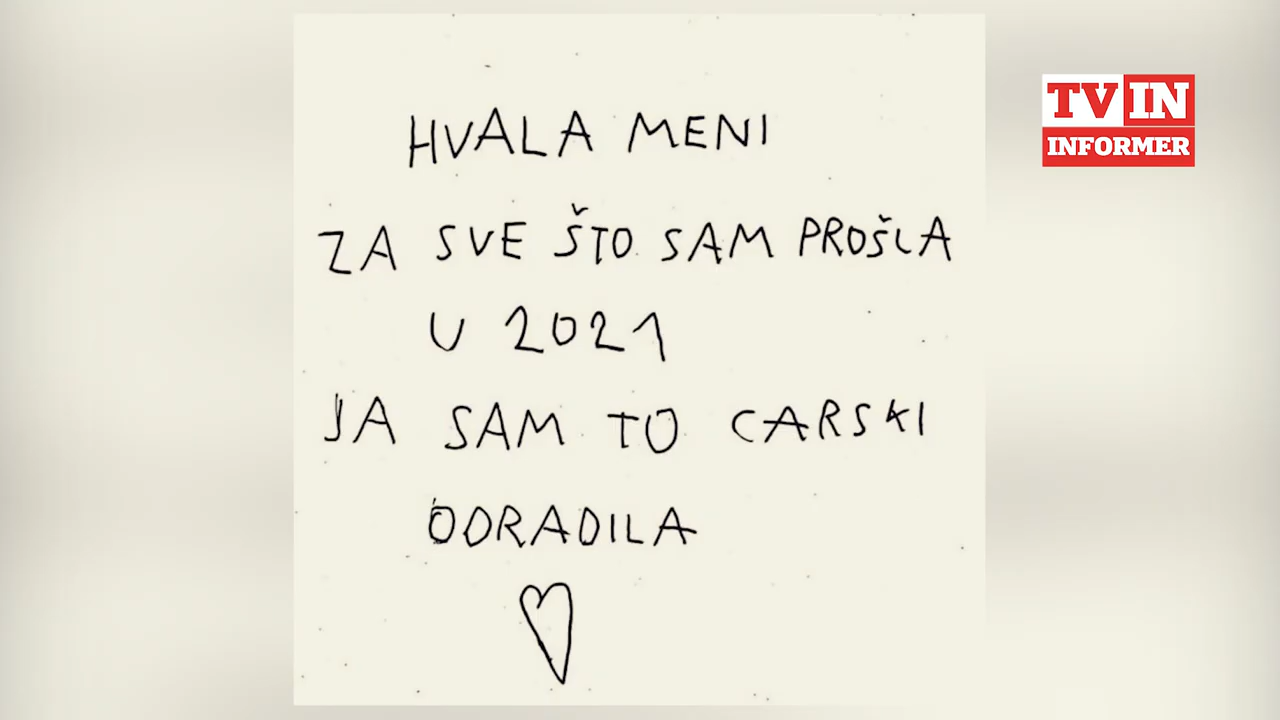 HVALA MENI
ZA SVE ŠTO SAM PROŠLA
U 2021
JA SAM TO CARSKI
ODRADILA
TV IN
INFORMER